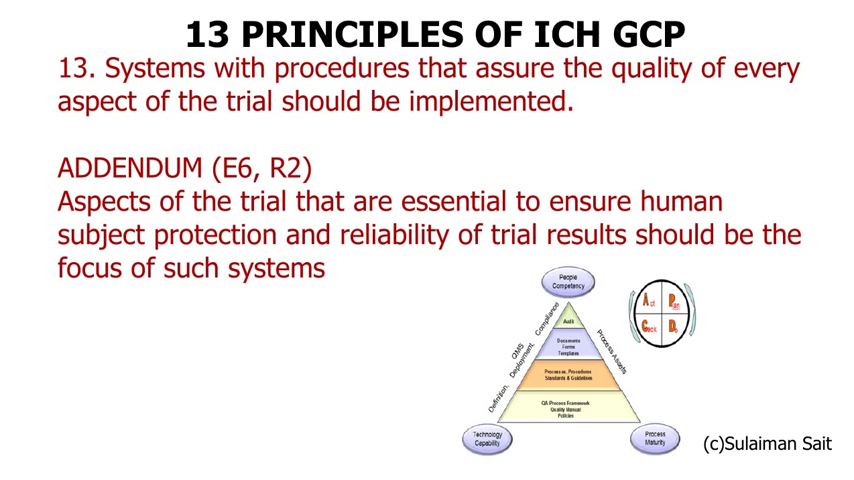 13 PRINCIPLES OF ICH GCP
13. Systems with procedures that assure the quality of every
aspect of the trial should be implemented.
ADDENDUM (E6, R2)
Aspects of the trial that are essential to ensure human
subject protection and reliability of trial results should be the
focus of such systems
People
Competency
Act
Plan
Check
Do
Audit
Documents
Forms
Templates
Processes, Procedures
Standards & Guidelines
QA Process Framework
Quality Manual
Policies
Definition,
QMS
Deployment,
Compliance
Process Assets
Technology
Capability
Process
Maturity
(c)Sulaiman Sait